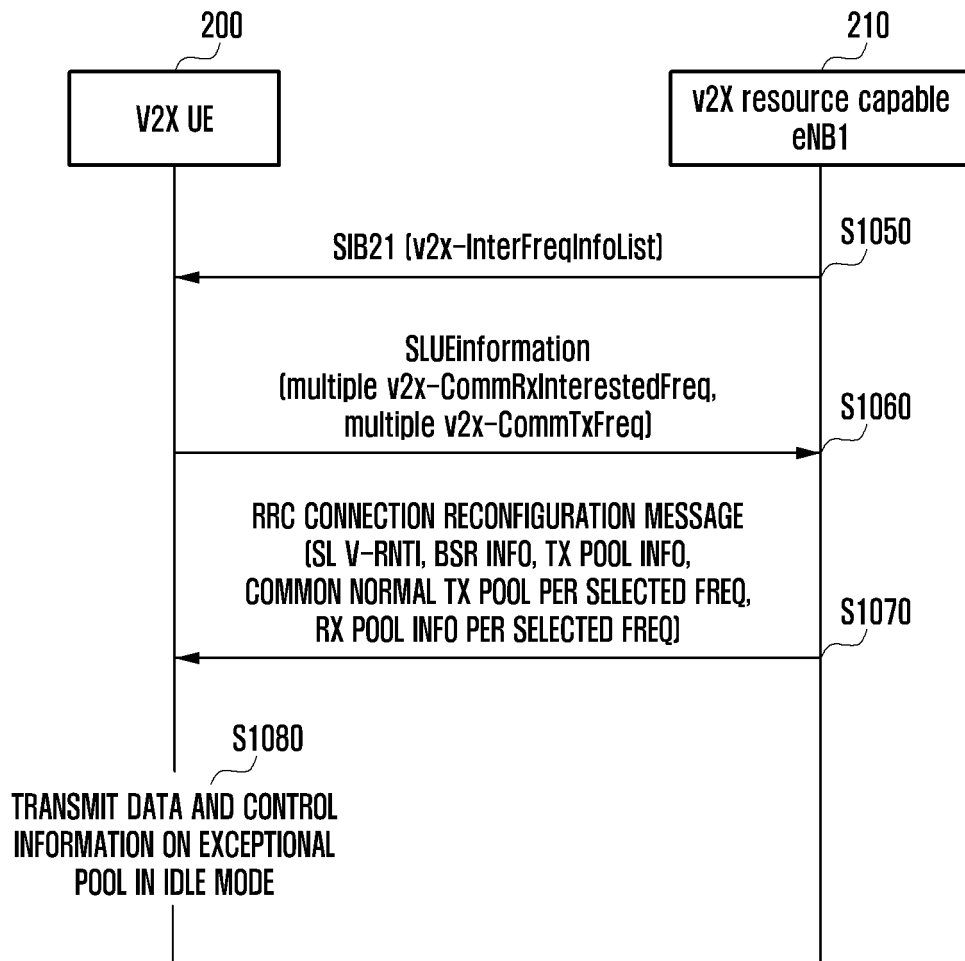 200
210
V2X UE
v2X resource capable
eNB1
SIB21 (v2x-InterFreqInfoList)
S1050
SLUEinformation
(multiple v2x-CommRxInterestedFreq,
multiple v2x-CommTxFreq)
S1060
RRC CONNECTION RECONFIGURATION MESSAGE
(SL V-RNTI, BSR INFO, TX POOL INFO,
COMMON NORMAL TX POOL PER SELECTED FREQ,
RX POOL INFO PER SELECTED FREQ)
S1070
S1080
TRANSMIT DATA AND CONTROL
INFORMATION ON EXCEPTIONAL
POOL IN IDLE MODE